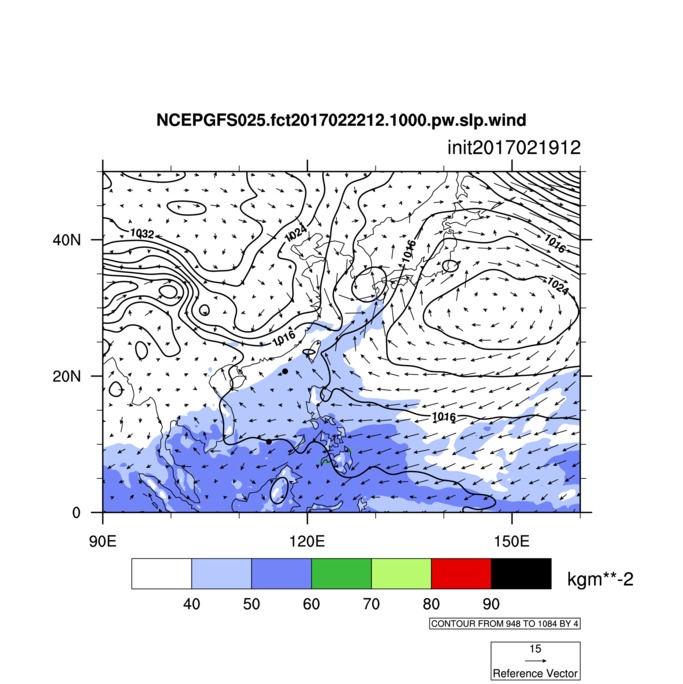 NCEPGFS025.fct2017022212.1000.pw.slp.wind
init2017021912
40N
20N
0
1032
1024
1016
1016
1024
1016
1016
90E
120E
150E
40
50
60
70
80
90
kgm**-2
CONTOUR FROM 948 TO 1084 BY 4
15
Reference Vector